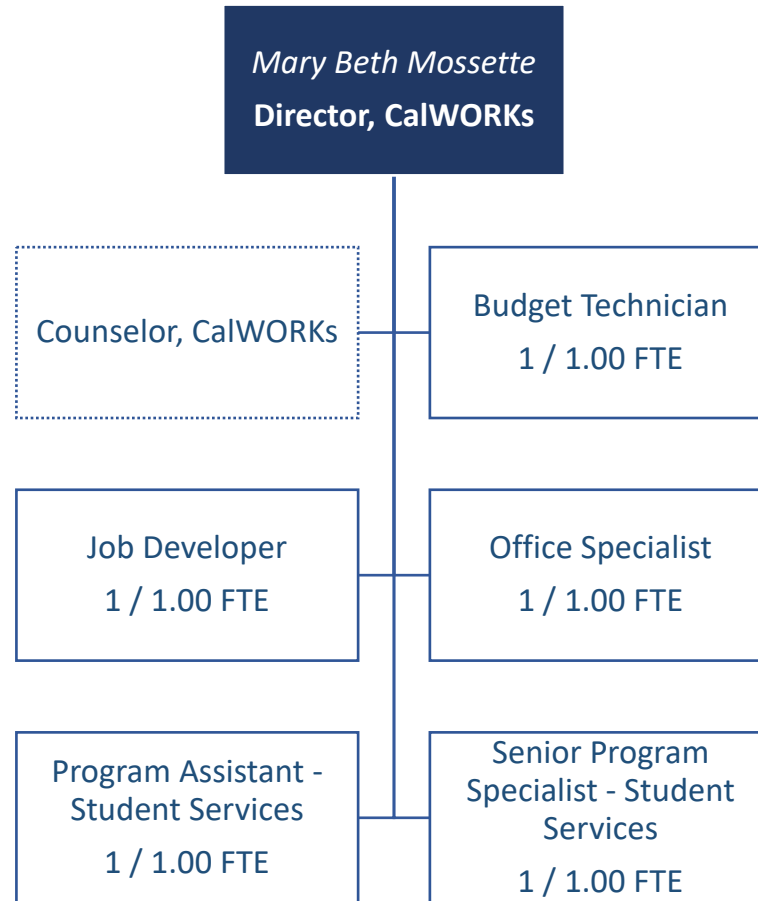 Mary Beth Mossette
Director, CalWORKs
Counselor, CalWORKs
Budget Technician
1 / 1.00 FTE
Job Developer
1 / 1.00 FTE
Office Specialist
1 / 1.00 FTE
Program Assistant -
Student Services
1 / 1.00 FTE
Senior Program
Specialist - Student
Services
1 / 1.00 FTE